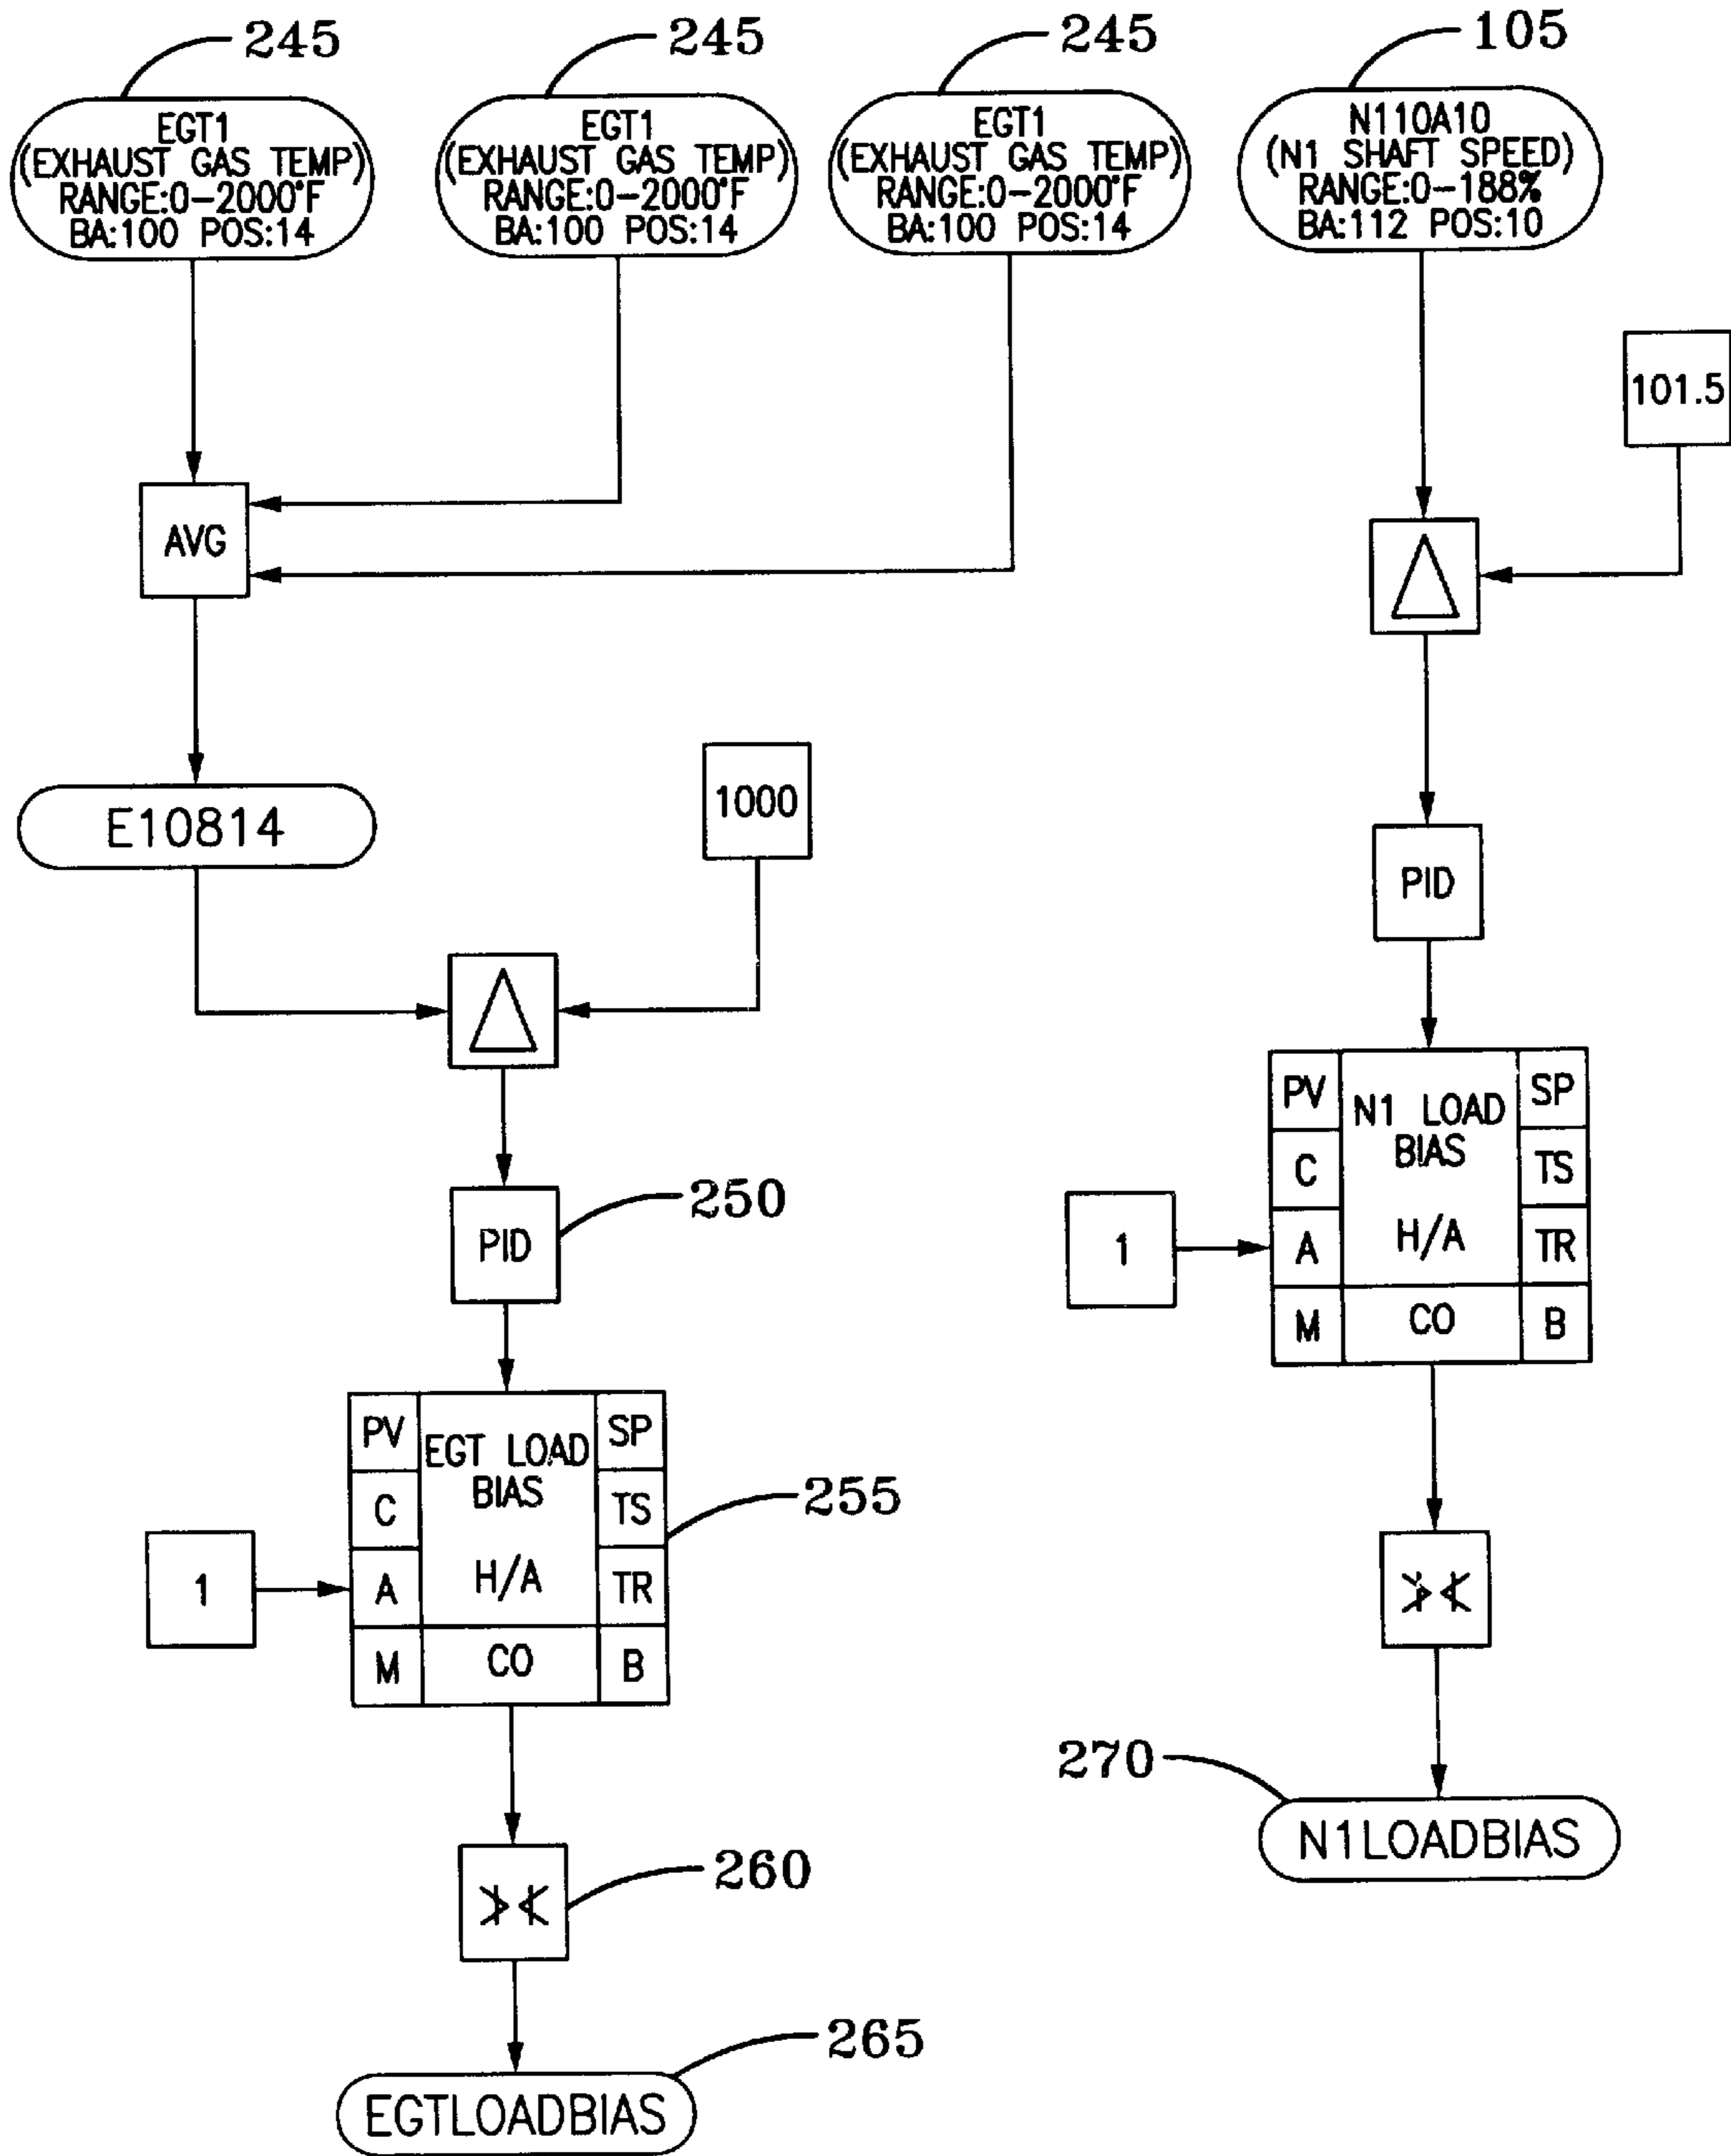 245
245
245
105
EGT1
(EXHAUST GAS TEMP)
RANGE:0-2000°F
BA:100 POS:14
EGT1
(EXHAUST GAS TEMP)
RANGE:0-2000°F
BA:100 POS:14
EGT1
(EXHAUST GAS TEMP)
RANGE:0-2000°F
BA:100 POS:14
N110A10
(N1 SHAFT SPEED)
RANGE:0-188%
BA:112 POS:10
101.5
AVG
△
1000
E10814
PID
△
PV
N1 LOAD
BIAS
SP
C
TS
1
A
H/A
TR
M
CO
B
250
PID
PV
EGT LOAD
BIAS
SP
C
TS
255
1
A
H/A
TR
M
CO
B
270
N1LOADBIAS
260
265
EGTLOADBIAS